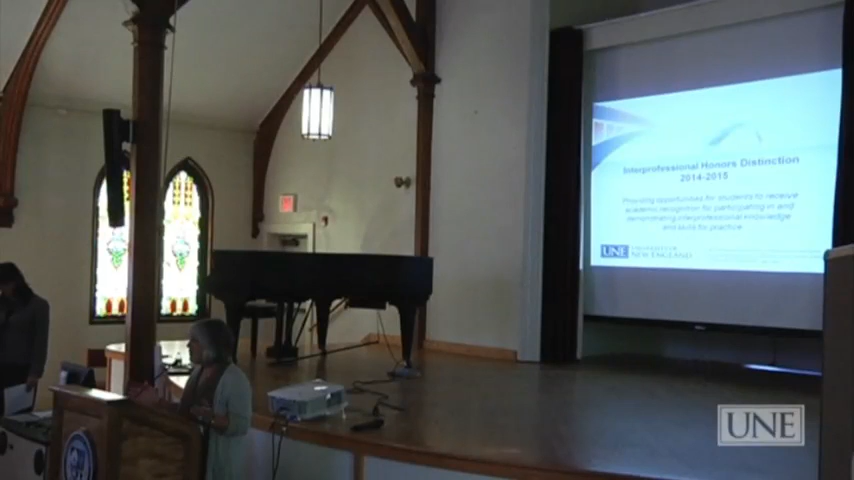 Interprofessional Honors Distinction
2014-2015
Providing opportunities for students to receive
academic recognition for participating in and
demonstrating interprofessional knowledge
and skills for practice
UNE
UNIVERSITY OF
NEW ENGLAND
UNE